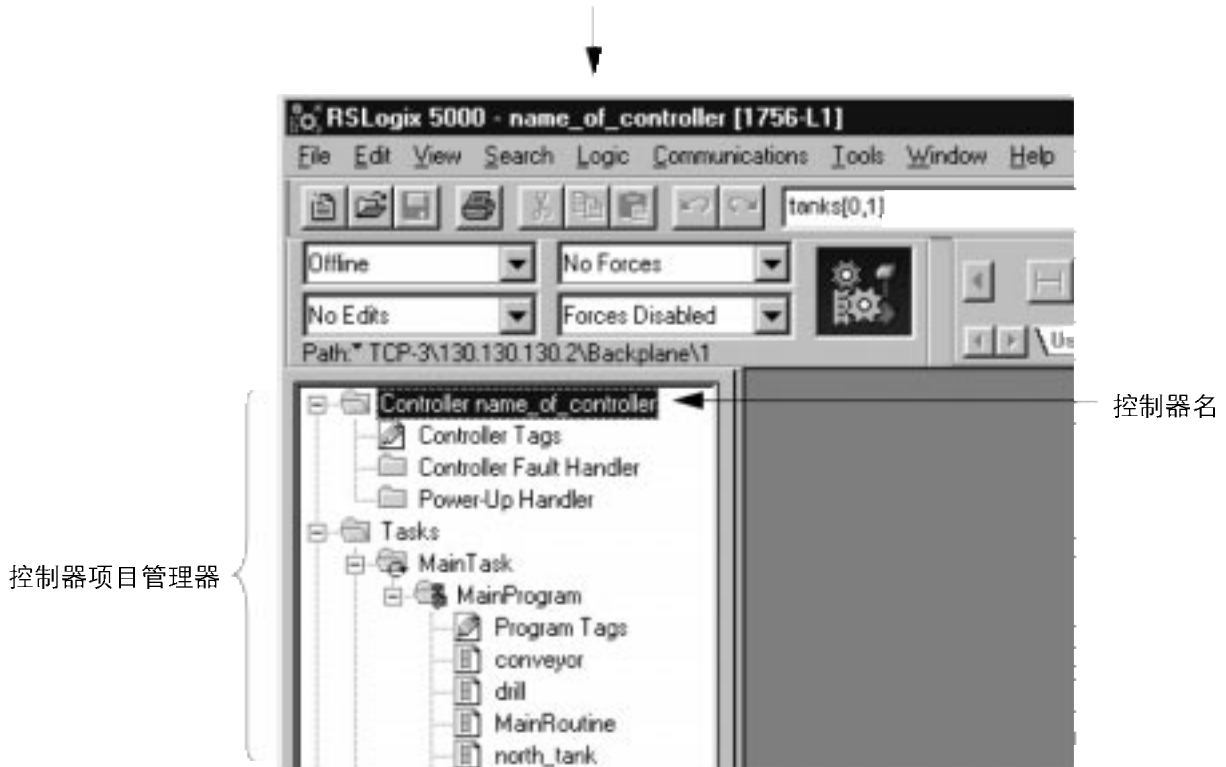 RSLogix 5000 - name_of_controller [1756-L1]
File Edit View Search Logic Communications Tools Window Help
tanks[0,1]
Offline
No Forces
No Edits
Forces Disabled
Path:* TCP-3\130.130.130.2\Backplane\1
Controller name_of_controller
控制器名
Controller Tags
Controller Fault Handler
Power-Up Handler
Tasks
MainTask
控制器项目管理器
MainProgram
Program Tags
conveyor
drill
MainRoutine
north_tank